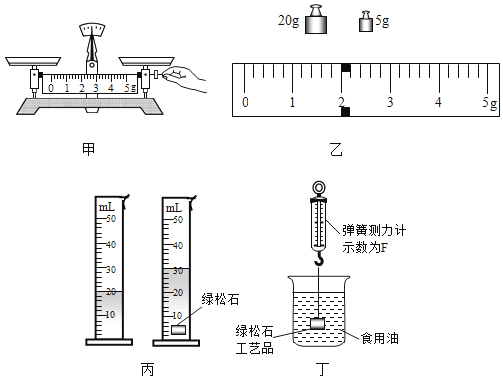 20g 5g
0 1 2 3 4 5g
0 1 2 3 4 5g
甲 乙
mL mL
50 50
40 40
30 30
20 20
10 10
绿松石
弹簧测力计
示数为F
绿松石
工艺品
食用油
丙 丁